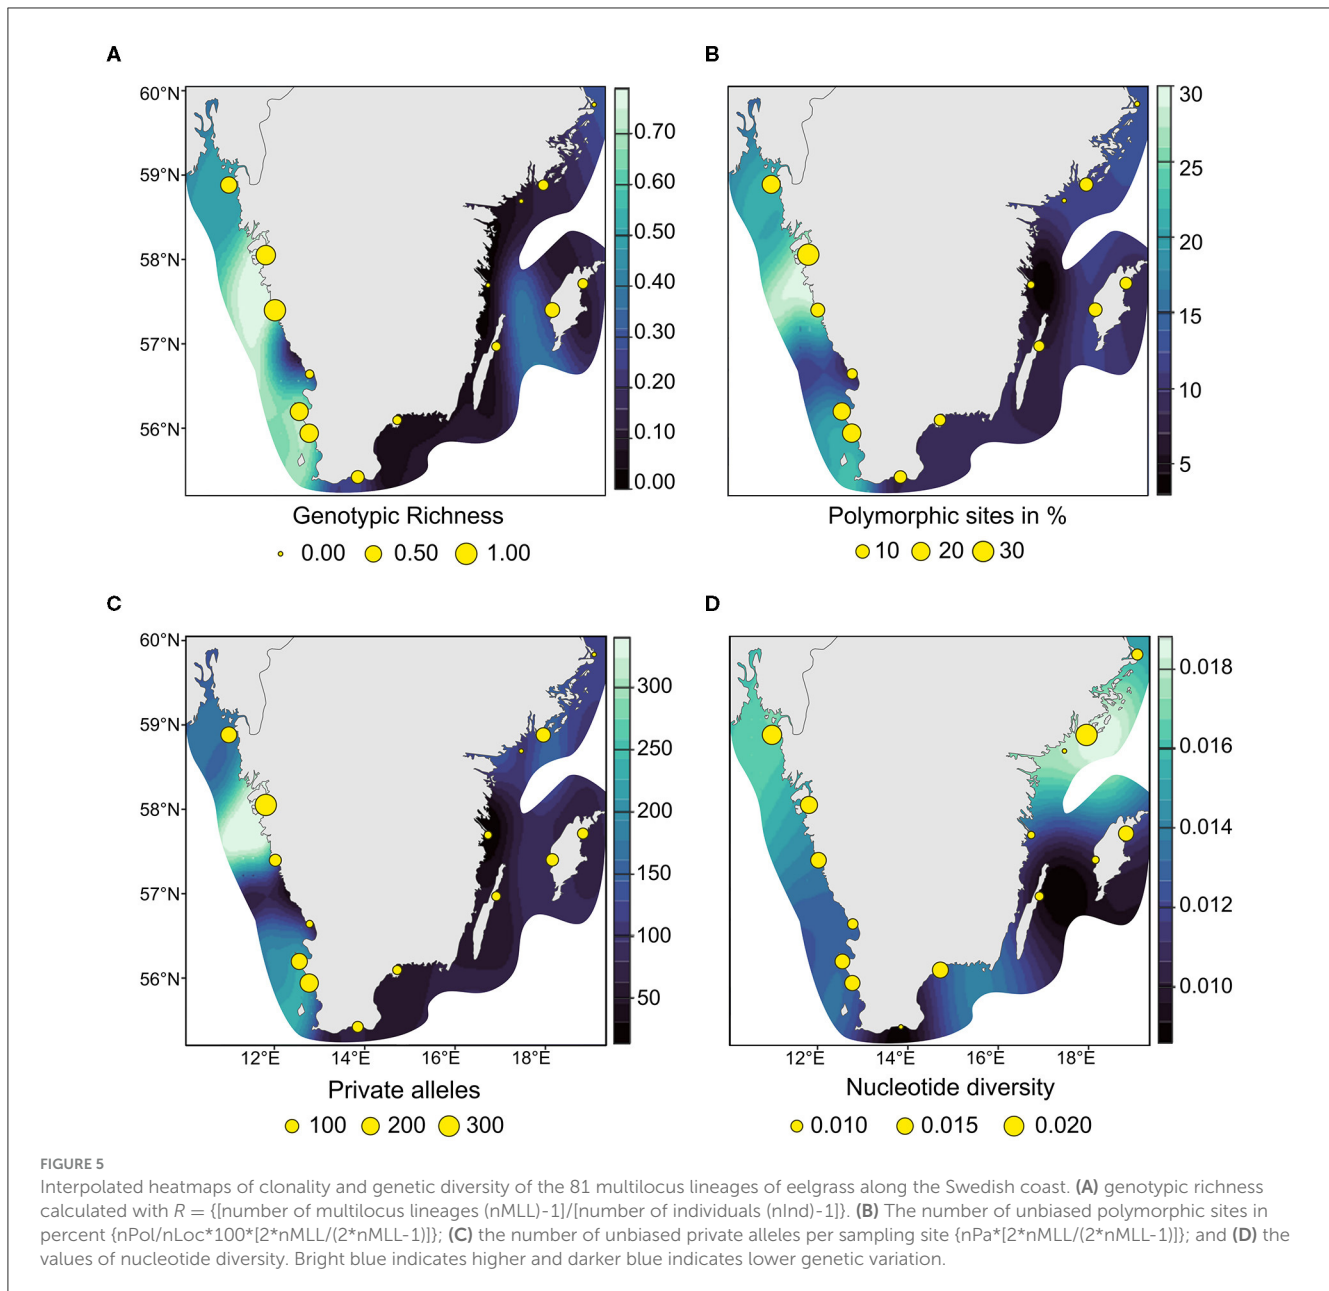 A
B
60°N
59°N
58°N
57°N
56°N
0.70
0.60
0.50
0.40
0.30
0.20
0.10
0.00
30
25
20
15
10
5
Genotypic Richness
0.00 0.50 1.00
Polymorphic sites in %
10 20 30
C
D
60°N
59°N
58°N
57°N
56°N
300
250
200
150
100
50
0.018
0.016
0.014
0.012
0.010
12°E 14°E 16°E 18°E
12°E 14°E 16°E 18°E
Private alleles
100 200 300
Nucleotide diversity
0.010 0.015 0.020
FIGURE 5
Interpolated heatmaps of clonality and genetic diversity of the 81 multilocus lineages of eelgrass along the Swedish coast. (A) genotypic richness
calculated with R = {[number of multilocus lineages (nMLL)-1]/[number of individuals (nInd)-1]}. (B) The number of unbiased polymorphic sites in
percent {nPol/nLoc*100*[2*nMLL/(2*nMLL-1)]}; (C) the number of unbiased private alleles per sampling site {nPa*[2*nMLL/(2*nMLL-1)]}; and (D) the
values of nucleotide diversity. Bright blue indicates higher and darker blue indicates lower genetic variation.